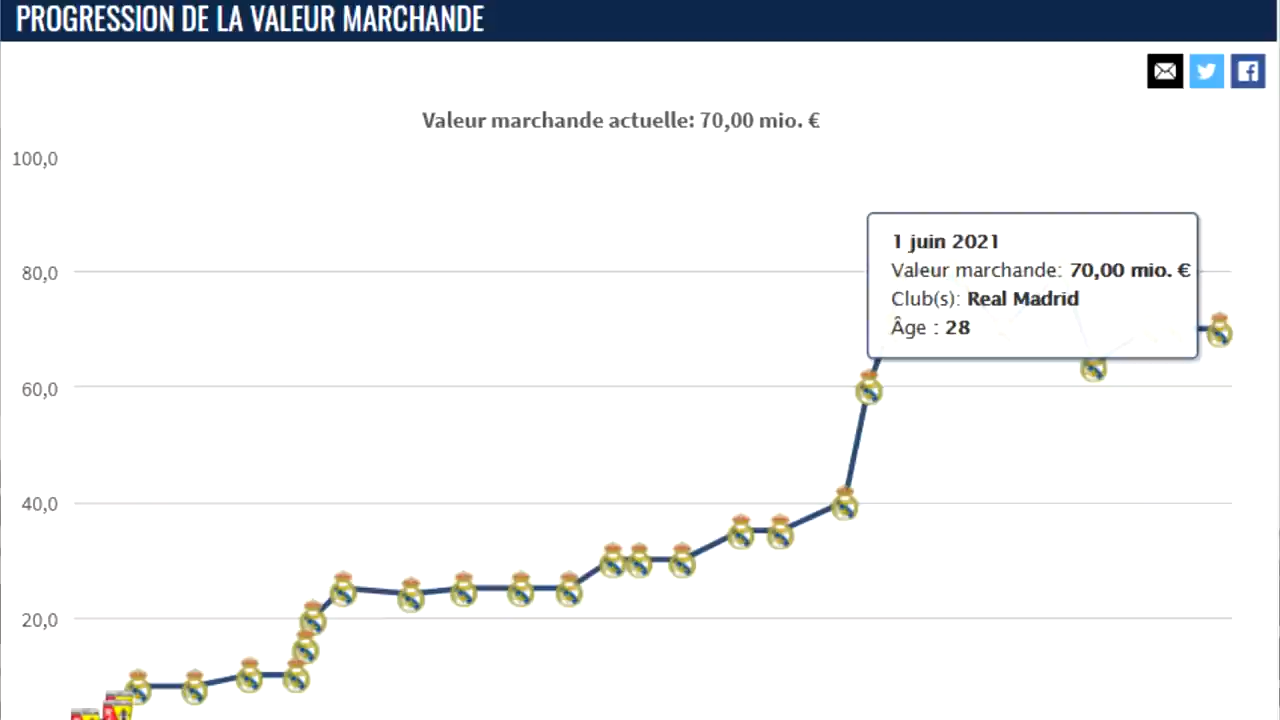 PROGRESSION DE LA VALEUR MARCHANDE
Valeur marchande actuelle: 70,00 mio. €
100,0
80,0
60,0
40,0
20,0
1 juin 2021
Valeur marchande: 70,00 mio. €
Club(s): Real Madrid
Âge : 28